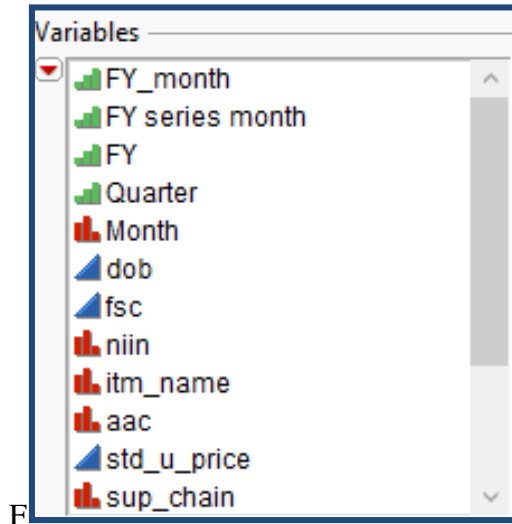 Variables
FY_month
FY series month
FY
Quarter
Month
dob
fsc
niin
itm_name
aac
std_u_price
sup_chain
F